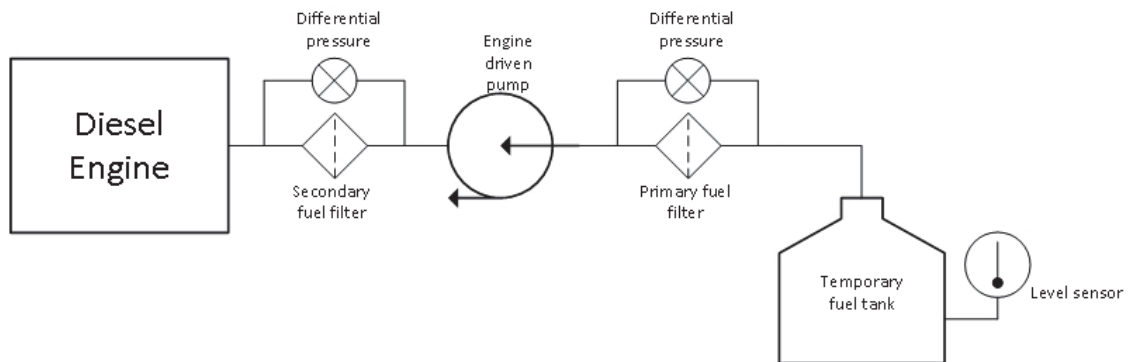 Differential
pressure
Engine
driven
pump
Differential
pressure
Diesel
Engine
Secondary
fuel filter
Primary fuel
filter
Temporary
fuel tank
Level sensor